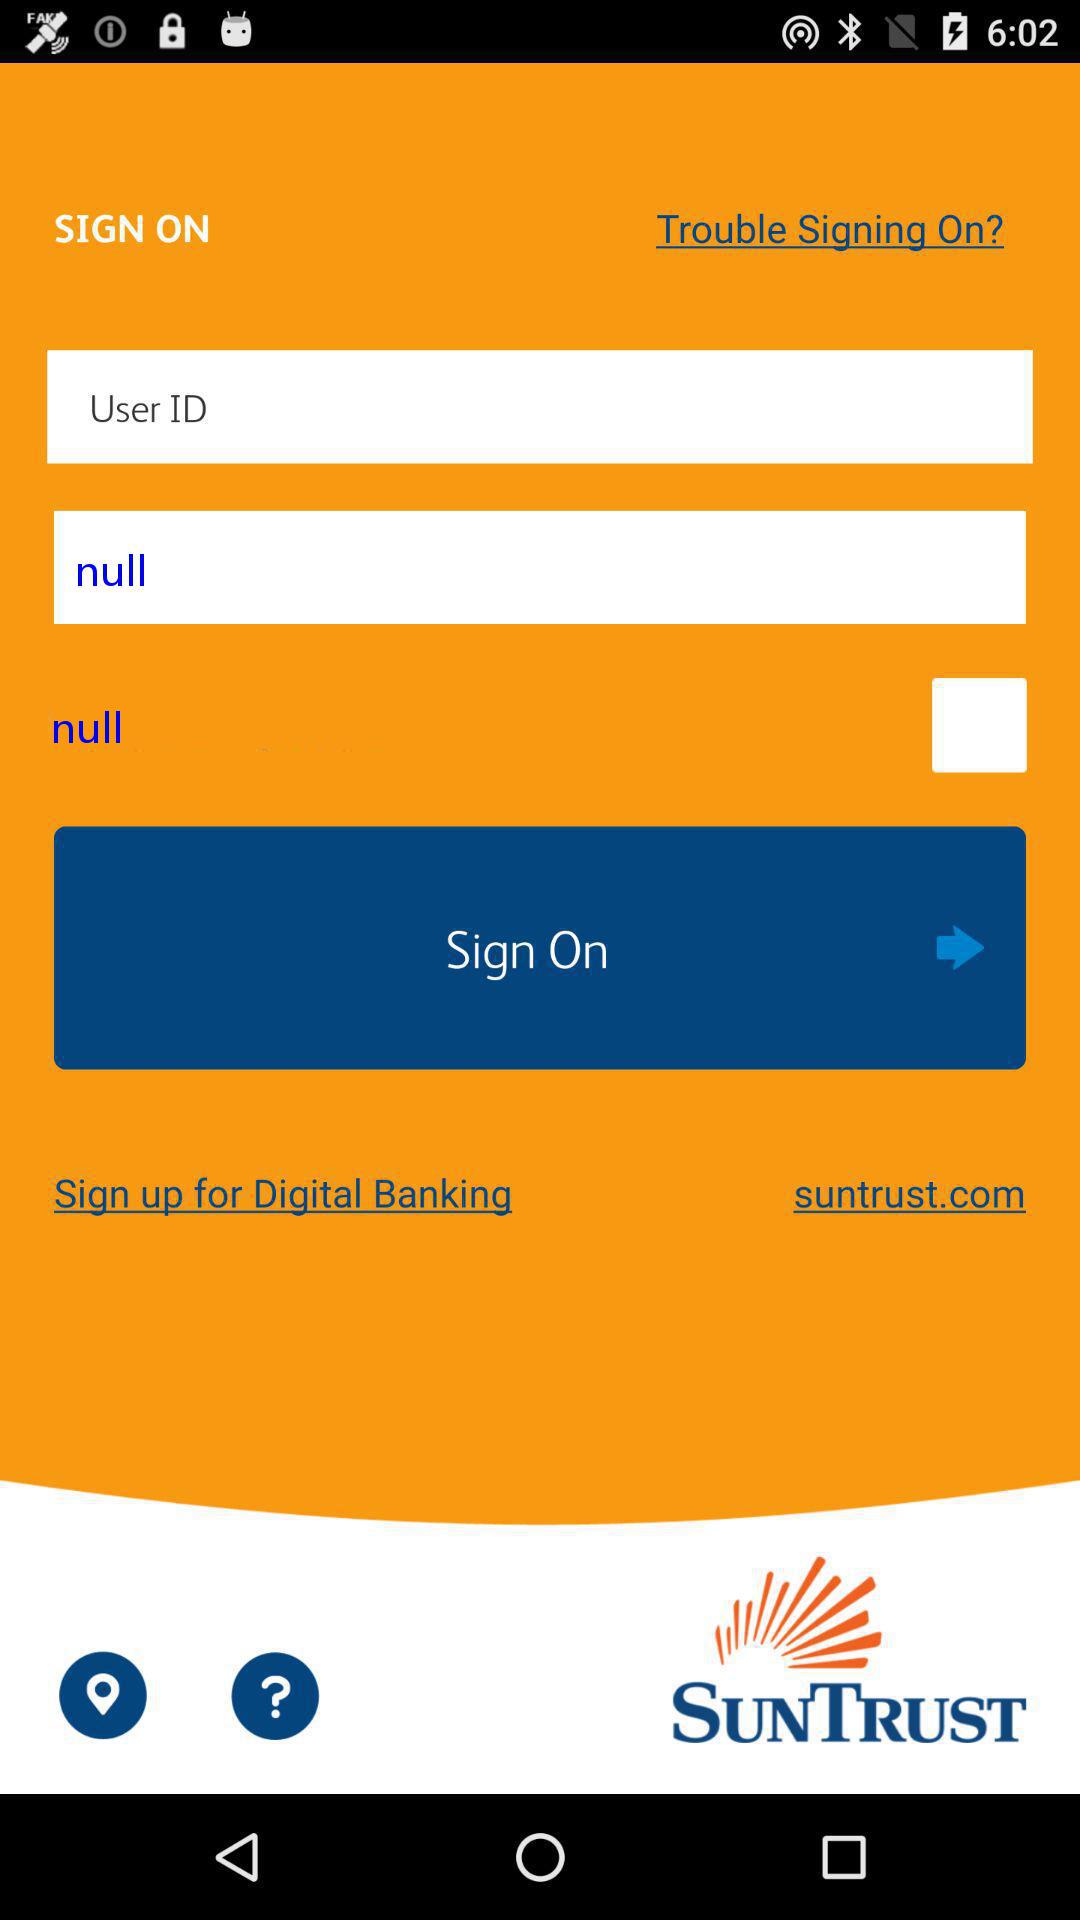 FAKE
6:02
SIGN ON
Trouble Signing On?
User ID
null
null
Sign On
Sign up for Digital Banking
suntrust.com
?
SUNTRUST